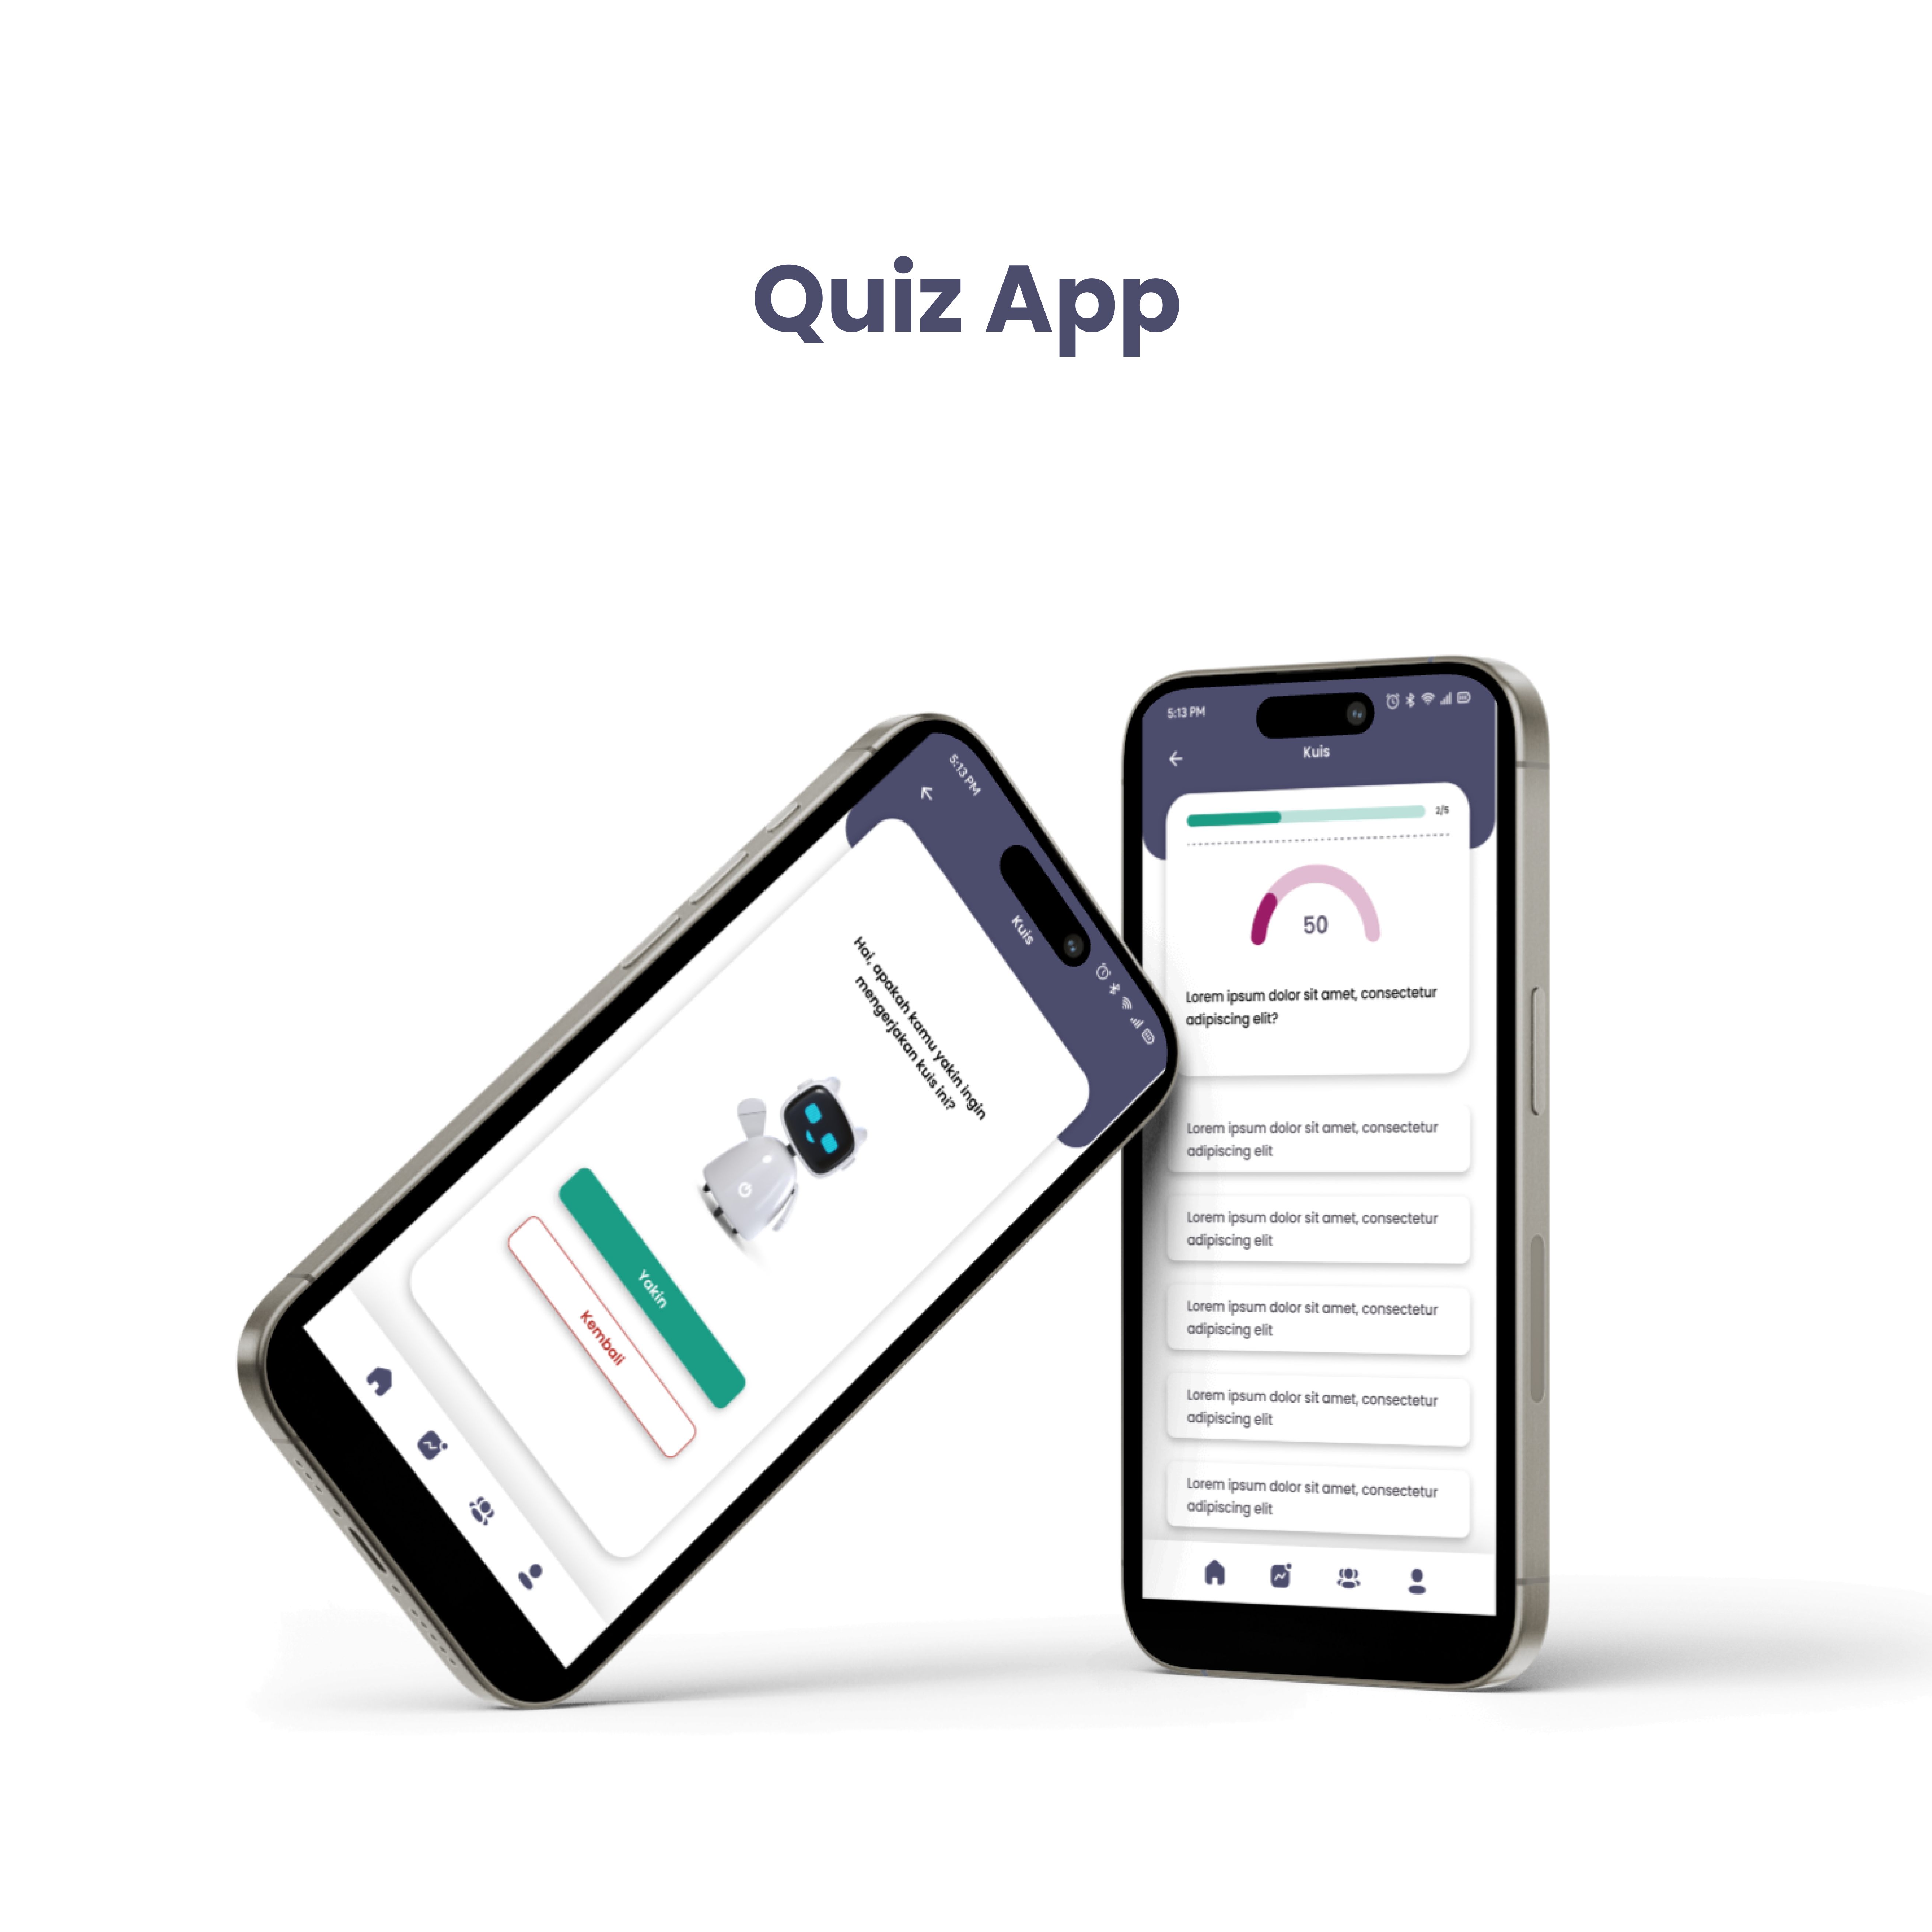 Quiz App
5:13 PM
Kuis
Hai, apakah kamu yakin ingin
mengerjakan kuis ini?
Yakin
Kembali
5:13 PM
Kuis
2/5
50
Lorem ipsum dolor sit amet, consectetur
adipiscing elit?
Lorem ipsum dolor sit amet, consectetur
adipiscing elit
Lorem ipsum dolor sit amet, consectetur
adipiscing elit
Lorem ipsum dolor sit amet, consectetur
adipiscing elit
Lorem ipsum dolor sit amet, consectetur
adipiscing elit
Lorem ipsum dolor sit amet, consectetur
adipiscing elit